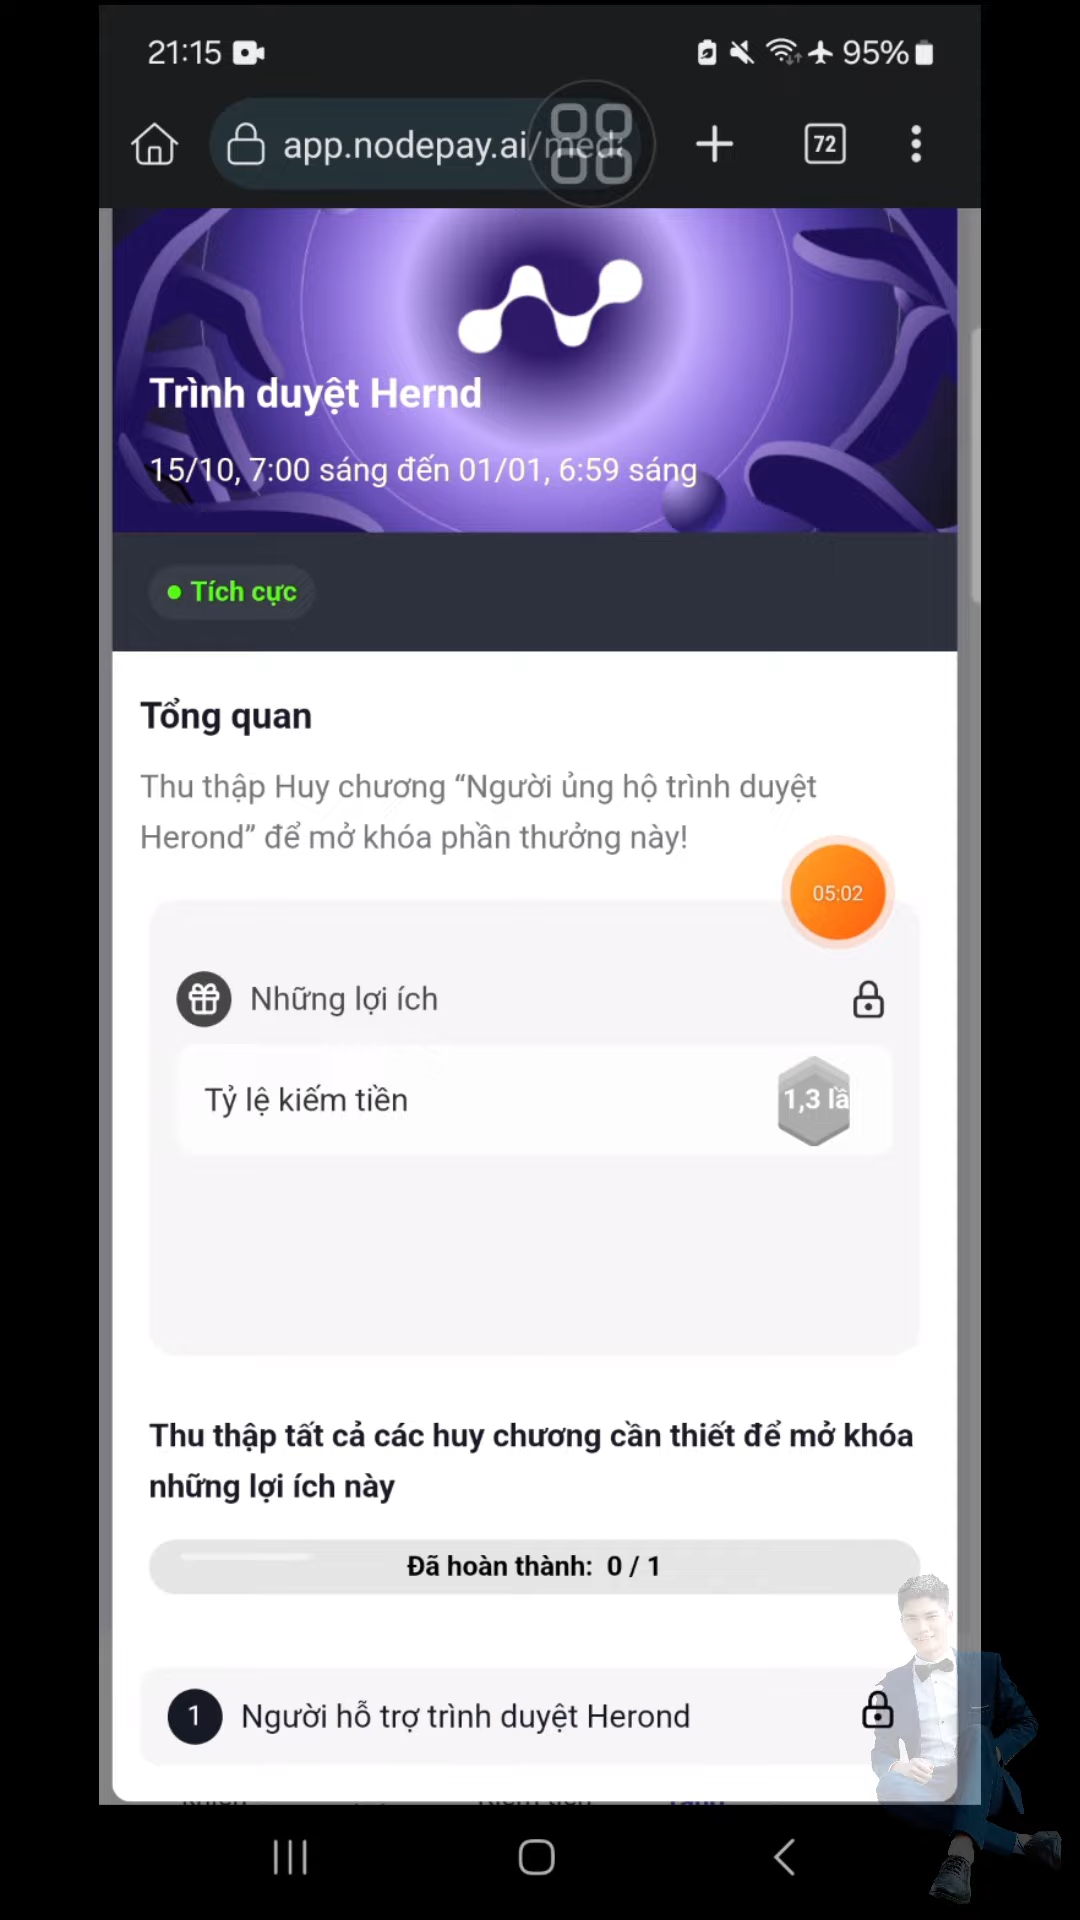 21:15
95%
app.nodepay.ai/meda
72
Trình duyệt Hernd
15/10, 7:00 sáng đến 01/01, 6:59 sáng
Tích cực
Tổng quan
Thu thập Huy chương “Người ủng hộ trình duyệt
Herond” để mở khóa phần thưởng này!
05:02
Những lợi ích
Tỷ lệ kiếm tiền
1,3 lầ
Thu thập tất cả các huy chương cần thiết để mở khóa
những lợi ích này
Đã hoàn thành: 0 / 1
1 Người hỗ trợ trình duyệt Herond